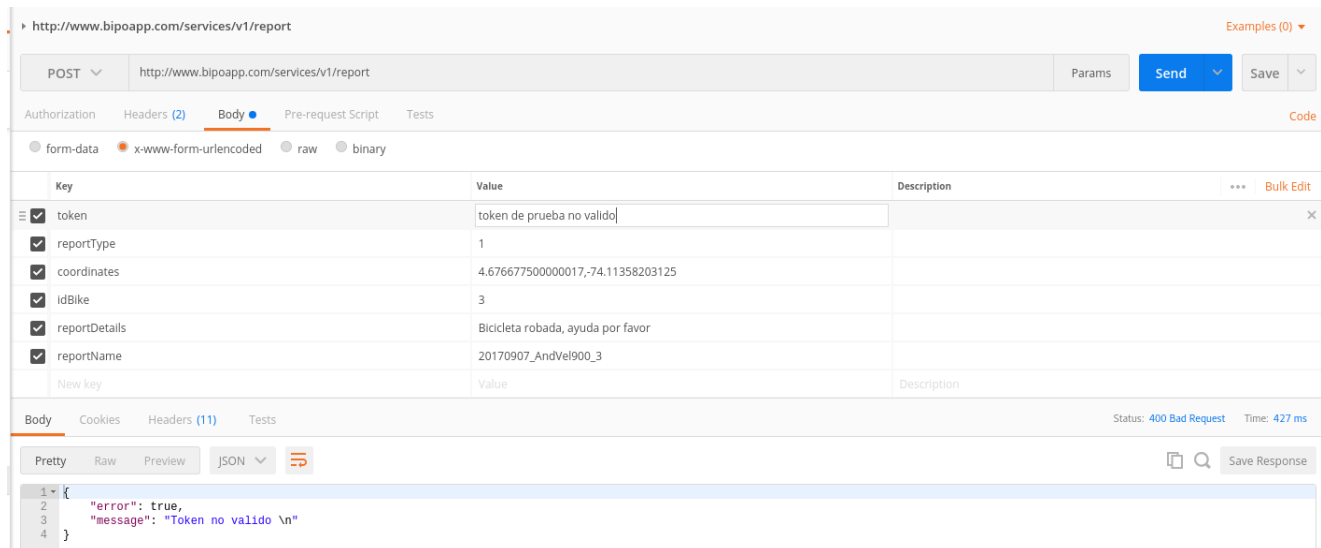 http://www.bipoapp.com/services/v1/report Examples (0)
POST http://www.bipoapp.com/services/v1/report Params Send Save
Authorization Headers (2) Body Pre-request Script Tests Code
form-data x-www-form-urlencoded raw binary
Key Value Description Bulk Edit
token token de prueba no valido
reportType 1
coordinates 4.676677500000017,-74.11358203125
idBike 3
reportDetails Bicicleta robada, ayuda por favor
reportName 20170907_AndVel900_3
New key Value Description
Body Cookies Headers (11) Tests Status: 400 Bad Request Time: 427 ms
Pretty Raw Preview JSON Save Response
1 {
2 "error": true,
3 "message": "Token no valido \n"
4 }